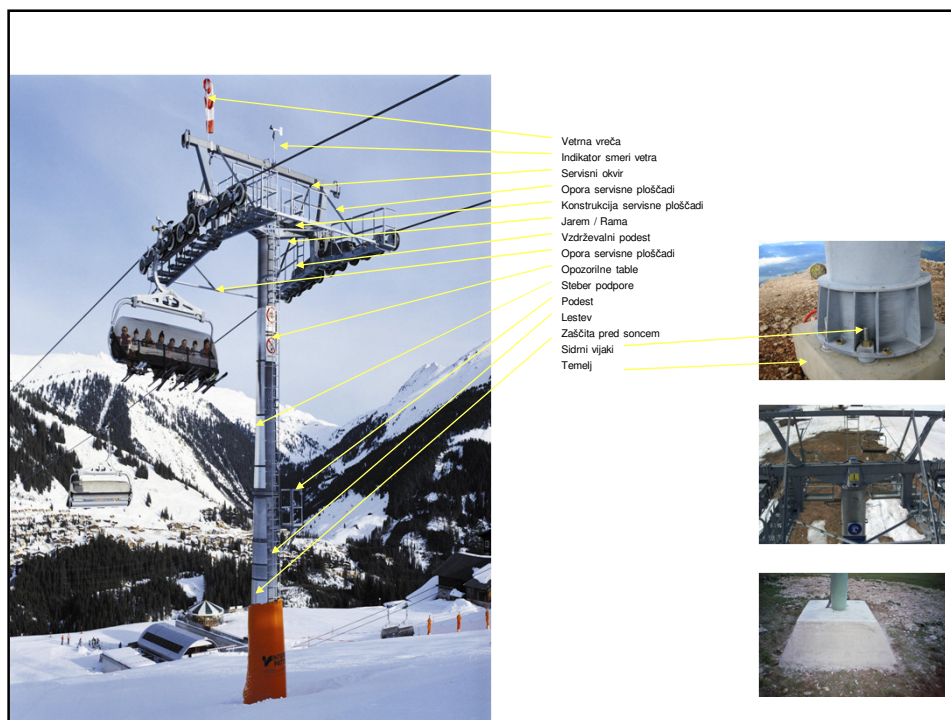 Vetrna vreča
Indikator smeri vetra
Servisni okvir
Opora servisne ploščadi
Konstrukcija servisne ploščadi
Jarem / Rama
Vzdrževalni podest
Opora servisne ploščadi
Opozorilne table
Steber podpore
Podest
Lestev
Zaščita pred soncem
Sidrni vijaki
Temelj